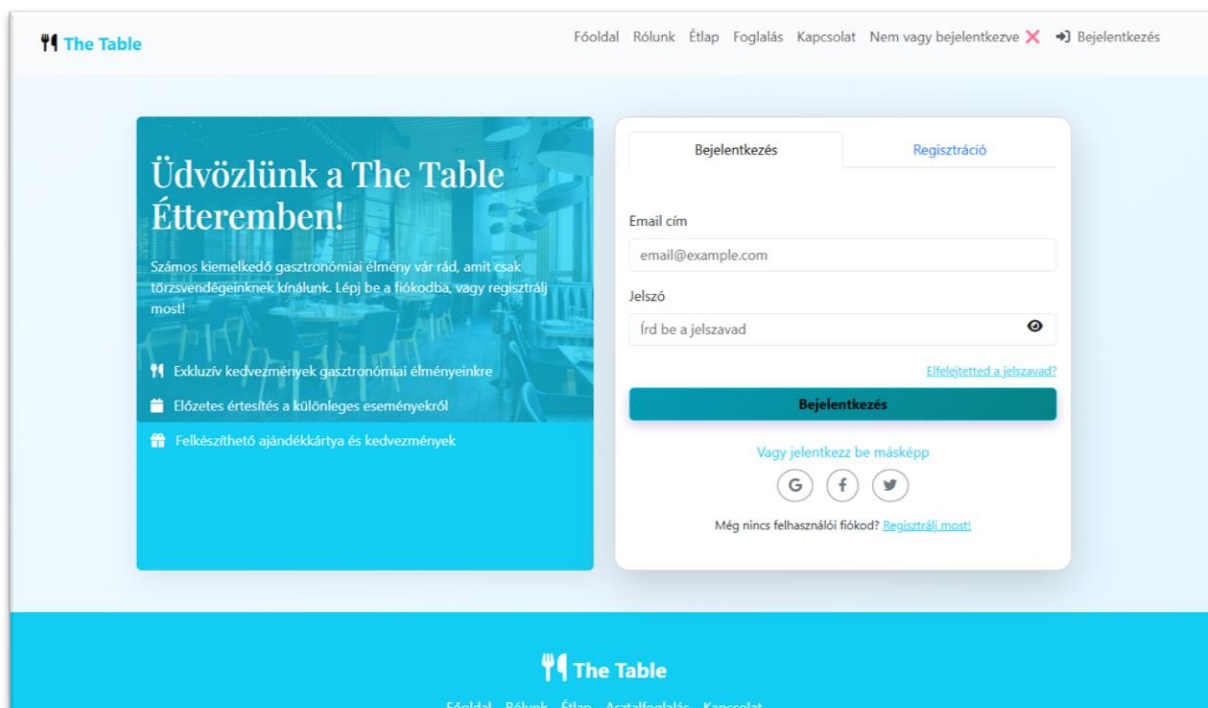 The Table
Főoldal Rólunk Étlap Foglalás Kapcsolat Nem vagy bejelentkezve ❌ Bejelentkezés
Üdvözlünk a The Table
Étteremben!
Számos kiemelkedő gasztronómiai élmény vár rád, amit csak
törzsvendégeinknek kínálunk. Lépj be a fiókodba, vagy regisztrálj
most!
Exkluzív kedvezmények gasztronómiai élményeinkre
Előzetes értesítés a különleges eseményekről
Felkészíthető ajándékkártya és kedvezmények
Bejelentkezés Regisztráció
Email cím
email@example.com
Jelszó
Írd be a jelszavad
Elfelejtetted a jelszavad?
Bejelentkezés
Vagy jelentkezz be másképp
Még nincs felhasználói fiókod? Regisztrálj most!
The Table
Főoldal Rólunk Étlap Asztalfoglalás Kapcsolat